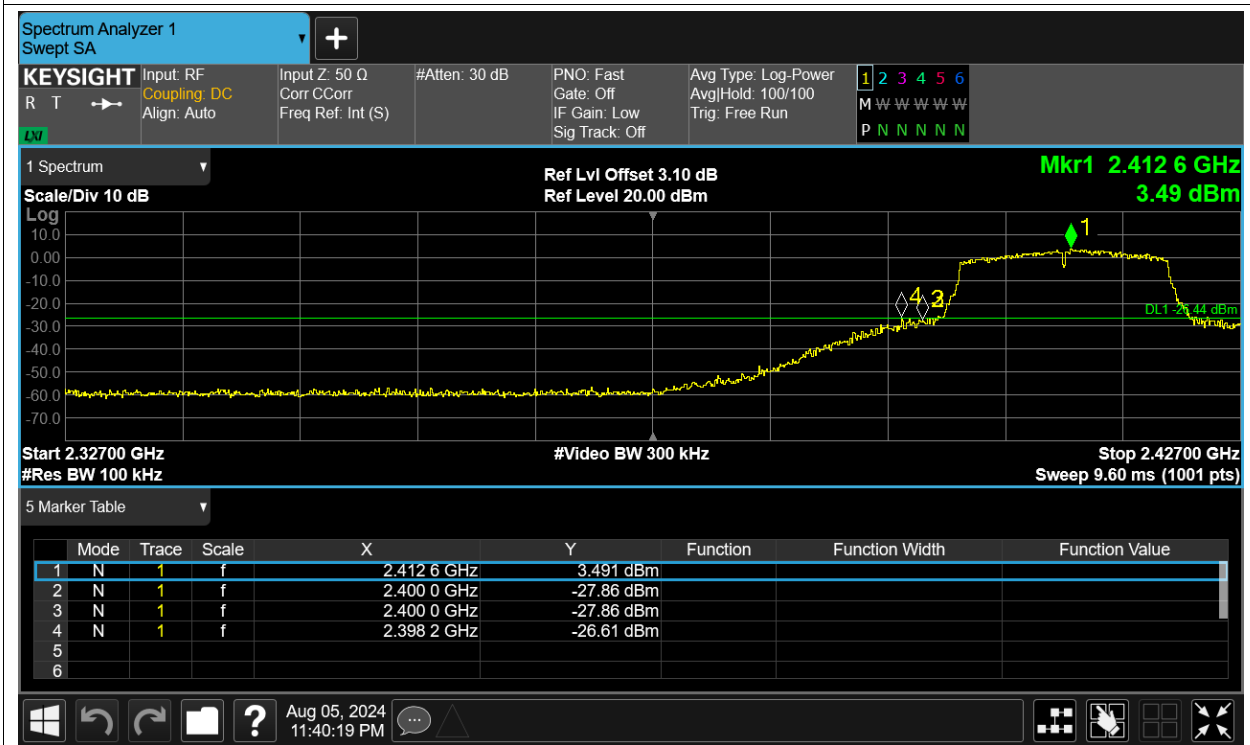 Spectrum Analyzer 1
Swept SA
KEYSIGHT
R T
LXI
Input: RF
Coupling: DC
Align: Auto
Input Z: 50 Ω
Corr CCorr
Freq Ref: Int (S)
#Atten: 30 dB
PNO: Fast
Gate: Off
IF Gain: Low
Sig Track: Off
Avg Type: Log-Power
Avg|Hold: 100/100
Trig: Free Run
1 2 3 4 5 6
M W W W W W
P N N N N N
1 Spectrum
Scale/Div 10 dB
Ref Lvl Offset 3.10 dB
Ref Level 20.00 dBm
Mkr1 2.412 6 GHz
3.49 dBm
Log
10.0
0.00
-10.0
-20.0
-30.0
-40.0
-50.0
-60.0
-70.0
1
4
DL1 -26.44 dBm
Start 2.32700 GHz
#Res BW 100 kHz
#Video BW 300 kHz
Stop 2.42700 GHz
Sweep 9.60 ms (1001 pts)
5 Marker Table
Mode Trace Scale X Y Function Function Width Function Value
1 N 1 f 2.412 6 GHz 3.491 dBm
2 N 1 f 2.400 0 GHz -27.86 dBm
3 N 1 f 2.400 0 GHz -27.86 dBm
4 N 1 f 2.398 2 GHz -26.61 dBm
5
6
?
Aug 05, 2024
11:40:19 PM